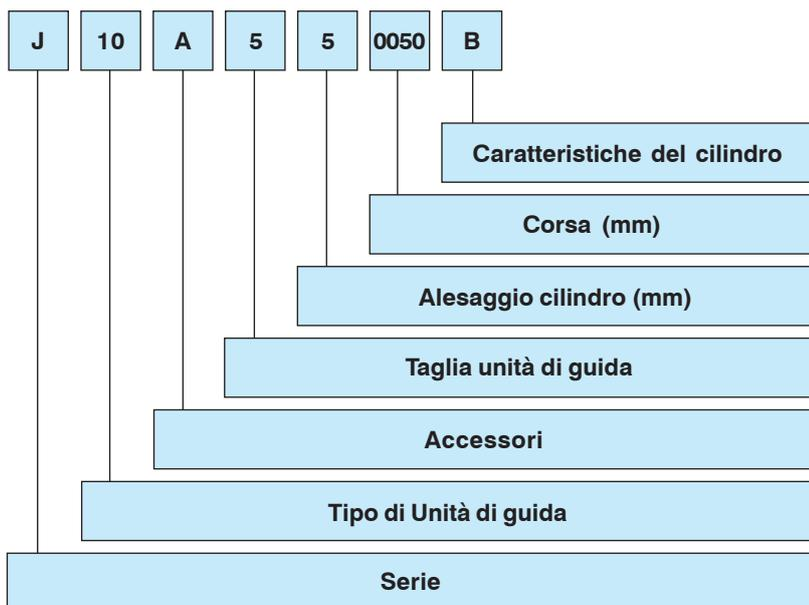 J 10 A 5 5 0050 B
Caratteristiche del cilindro
Corsa (mm)
Alesaggio cilindro (mm)
Taglia unità di guida
Accessori
Tipo di Unità di guida
Serie